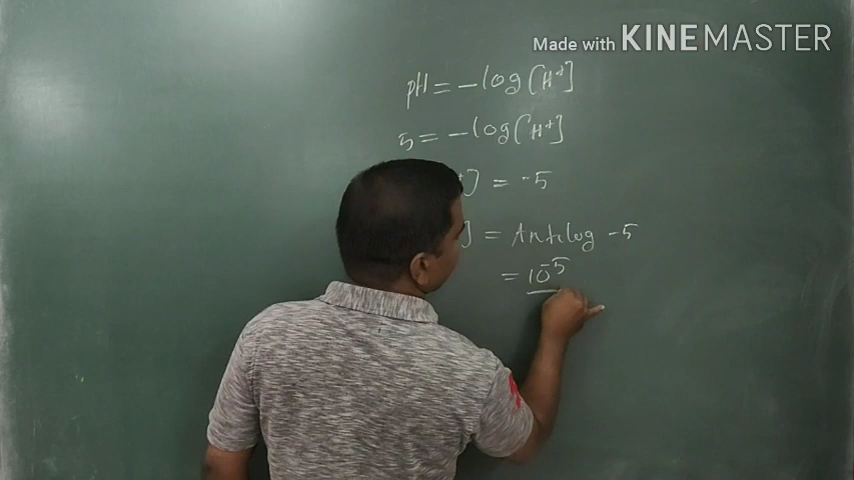 Made with KINEMASTER
pH = -log[H+]
5 = -log[H+]
+] = -5
] = Antilog -5
= 10^-5